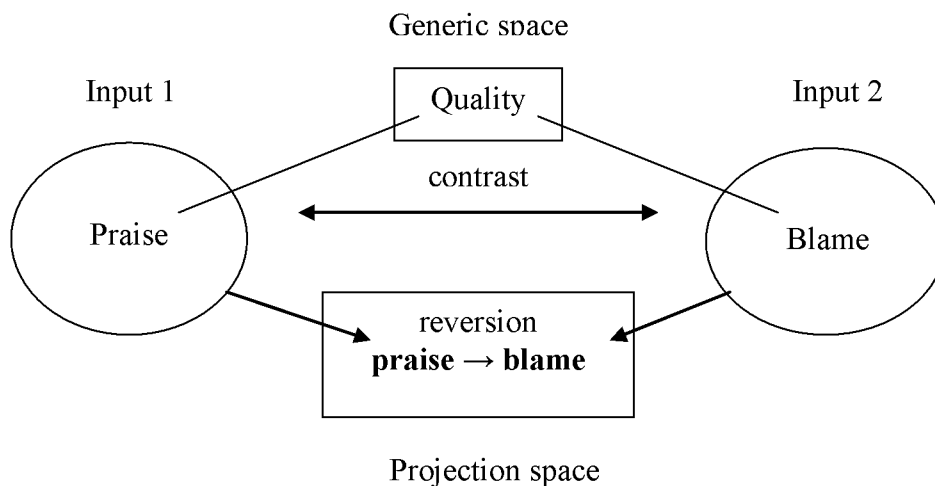 Generic space
Input 1
Quality
Input 2
contrast
Praise
Blame
reversion
praise → blame
Projection space